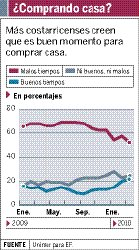 ¿Comprando casa?
Más costarricenses creen
que es buen momento para
comprar casa.
Malos tiempos Ni buenos, ni malos
Buenos tiempos
En porcentajes
80
60
40
20
0
Ene. May. Sep. Ene.
2009 2010
FUENTE Unimer para EF.